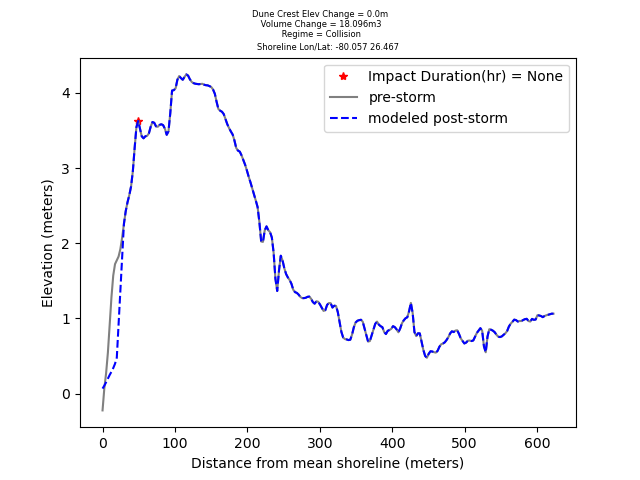 Dune Crest Elev Change = 0.0m
Volume Change = 18.096m3
Regime = Collision
Shoreline Lon/Lat: -80.057 26.467
Impact Duration(hr) = None
pre-storm
modeled post-storm
Elevation (meters)
4
3
2
1
0
0 100 200 300 400 500 600
Distance from mean shoreline (meters)